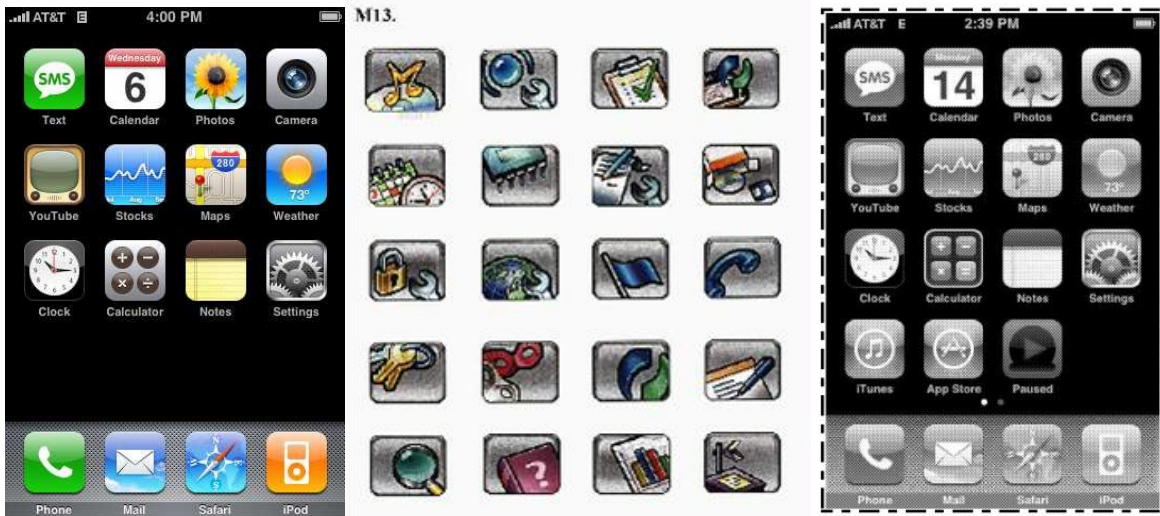 AT&T E 4:00 PM
SMS
Wednesday
6
Text Calendar Photos Camera
280
73°
YouTube Stocks Maps Weather
Clock Calculator Notes Settings
Phone Mail Safari iPod
M13.
?
AT&T E 2:39 PM
SMS
Monday
14
Text Calendar Photos Camera
280
73°
YouTube Stocks Maps Weather
Clock Calculator Notes Settings
iTunes App Store Paused
Phone Mail Safari iPod